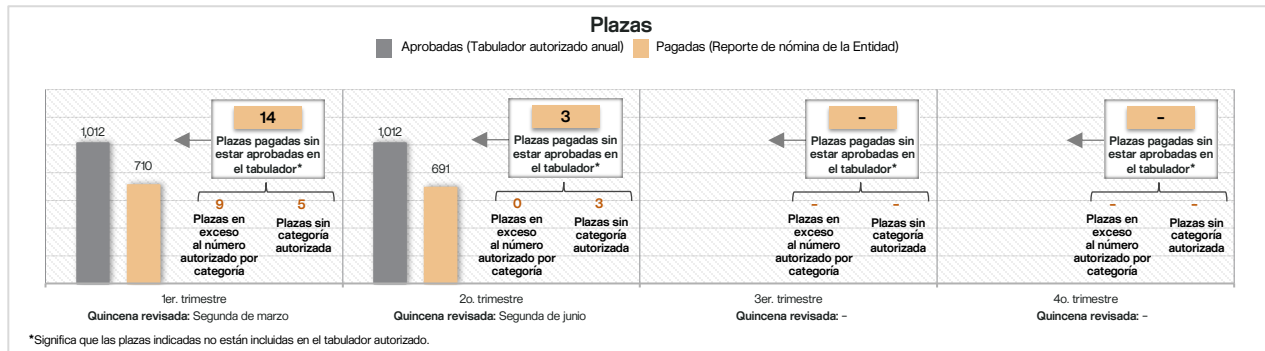 Plazas
Aprobadas (Tabulador autorizado anual)
Pagadas (Reporte de nómina de la Entidad)
1,012
710
14
Plazas pagadas sin
estar aprobadas en
el tabulador*
9
Plazas en
exceso
al número
autorizado por
categoría
5
Plazas sin
categoría
autorizada
1er. trimestre
Quincena revisada: Segunda de marzo
1,012
691
3
Plazas pagadas sin
estar aprobadas en
el tabulador*
0
Plazas en
exceso
al número
autorizado por
categoría
3
Plazas sin
categoría
autorizada
2o. trimestre
Quincena revisada: Segunda de junio
–
Plazas pagadas sin
estar aprobadas en
el tabulador*
–
Plazas en
exceso
al número
autorizado por
categoría
–
Plazas sin
categoría
autorizada
3er. trimestre
Quincena revisada: –
–
Plazas pagadas sin
estar aprobadas en
el tabulador*
–
Plazas en
exceso
al número
autorizado por
categoría
–
Plazas sin
categoría
autorizada
4o. trimestre
Quincena revisada: –
*Significa que las plazas indicadas no están incluidas en el tabulador autorizado.